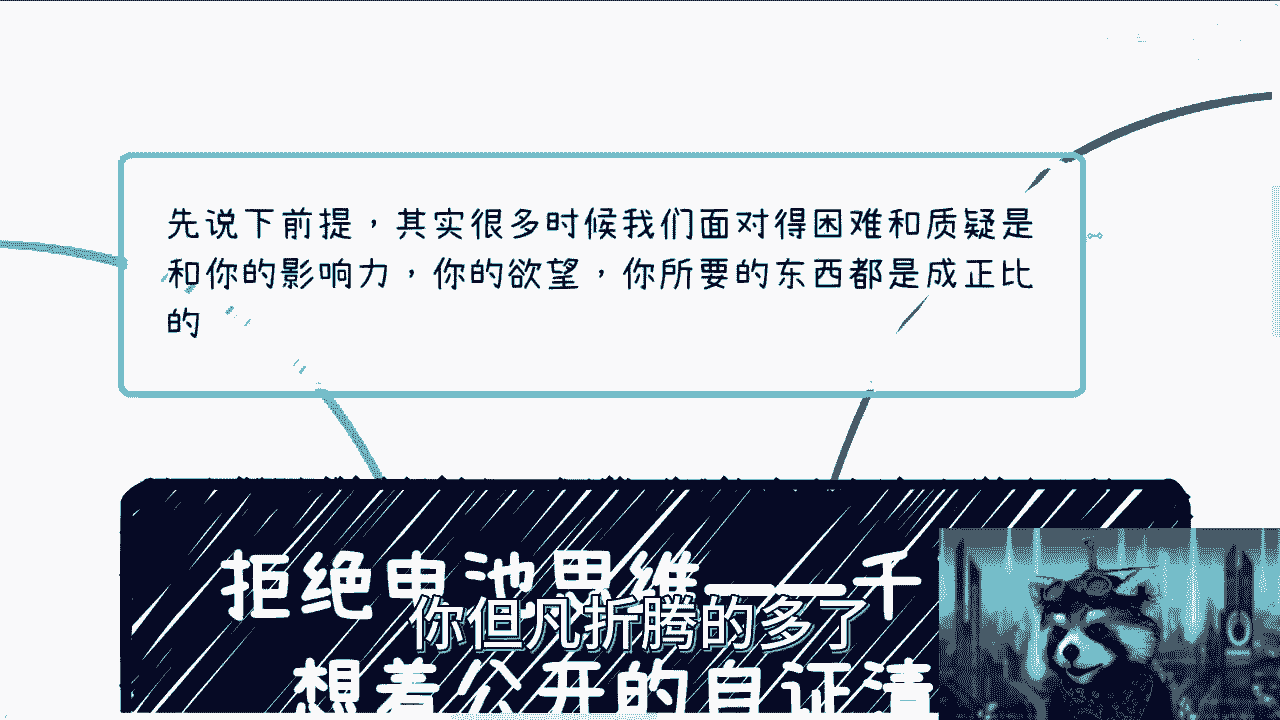 先说下前提，其实很多时候我们面对得困难和质疑是
和你的影响力，你的欲望，你所要的东西都是成正比
的
拒绝电池思维——千
你但凡折腾的多了
想着公开的自证清